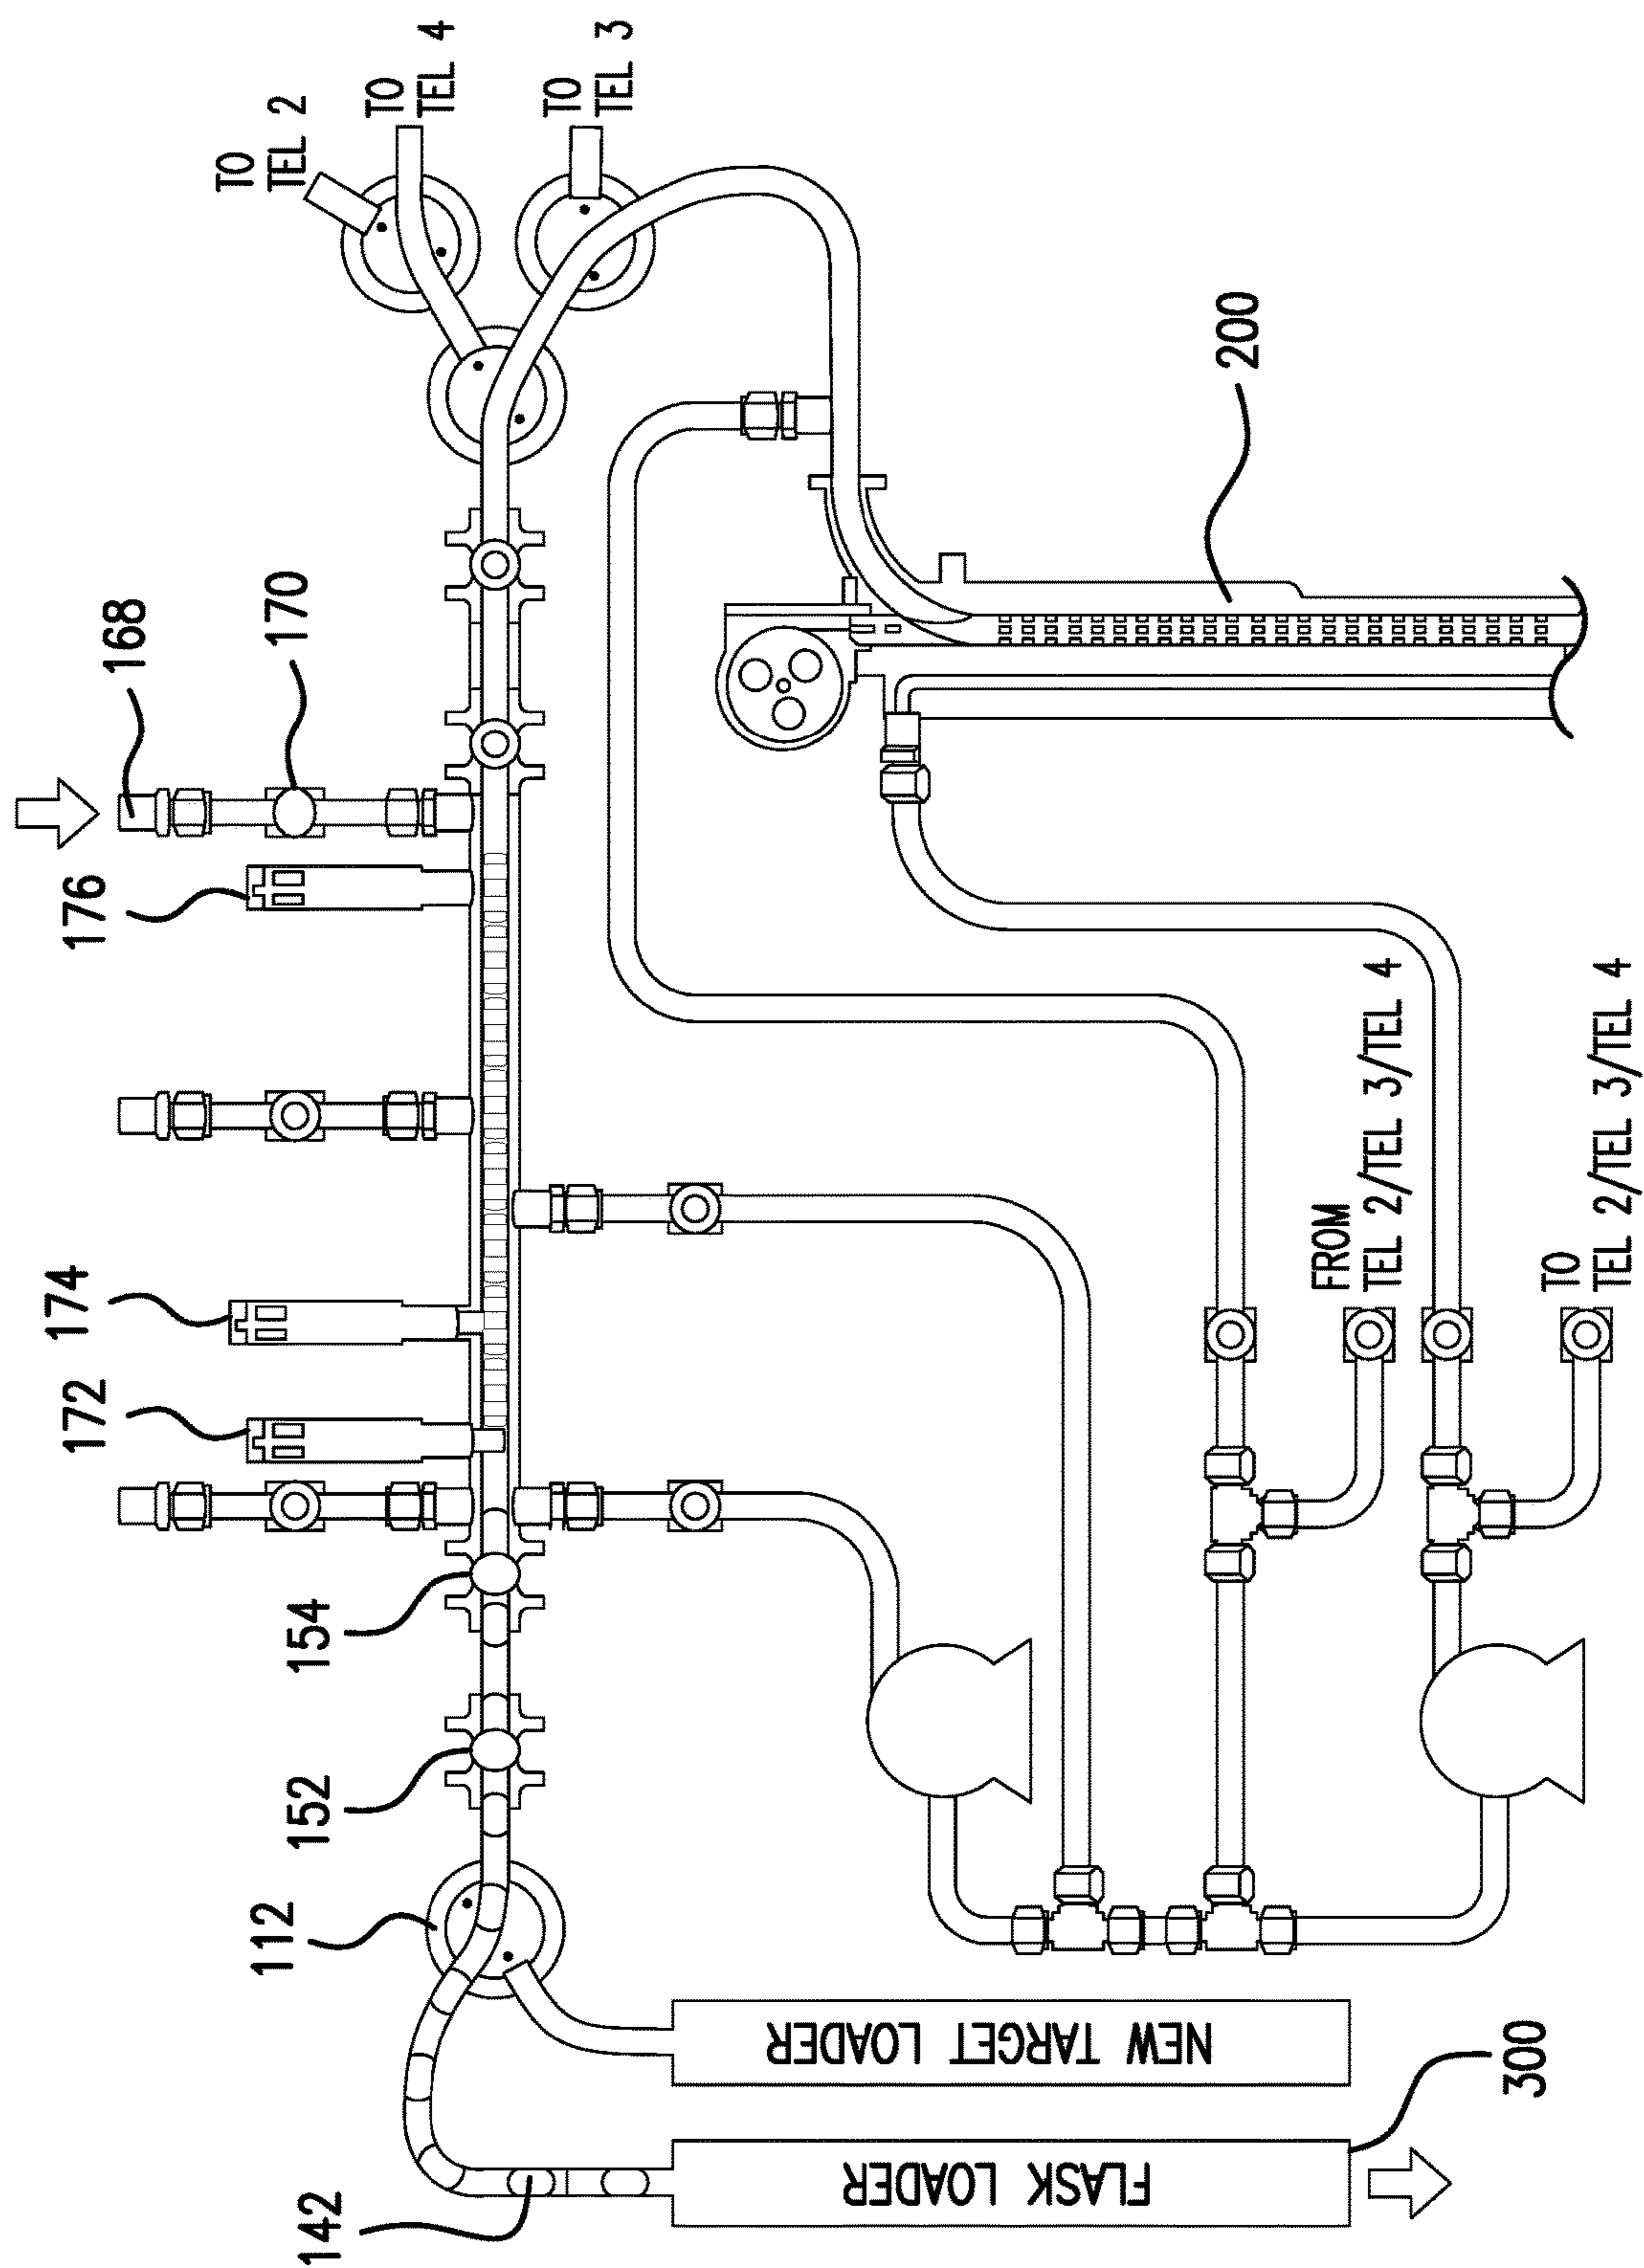 TO
TEL 2
TO
TEL 4
TO
TEL 3
168
170
176
200
174
172
154
152
112
142
FROM
TEL 2/TEL 3/TEL 4
TO
TEL 2/TEL 3/TEL 4
NEW TARGET LOADER
FLASK LOADER
300